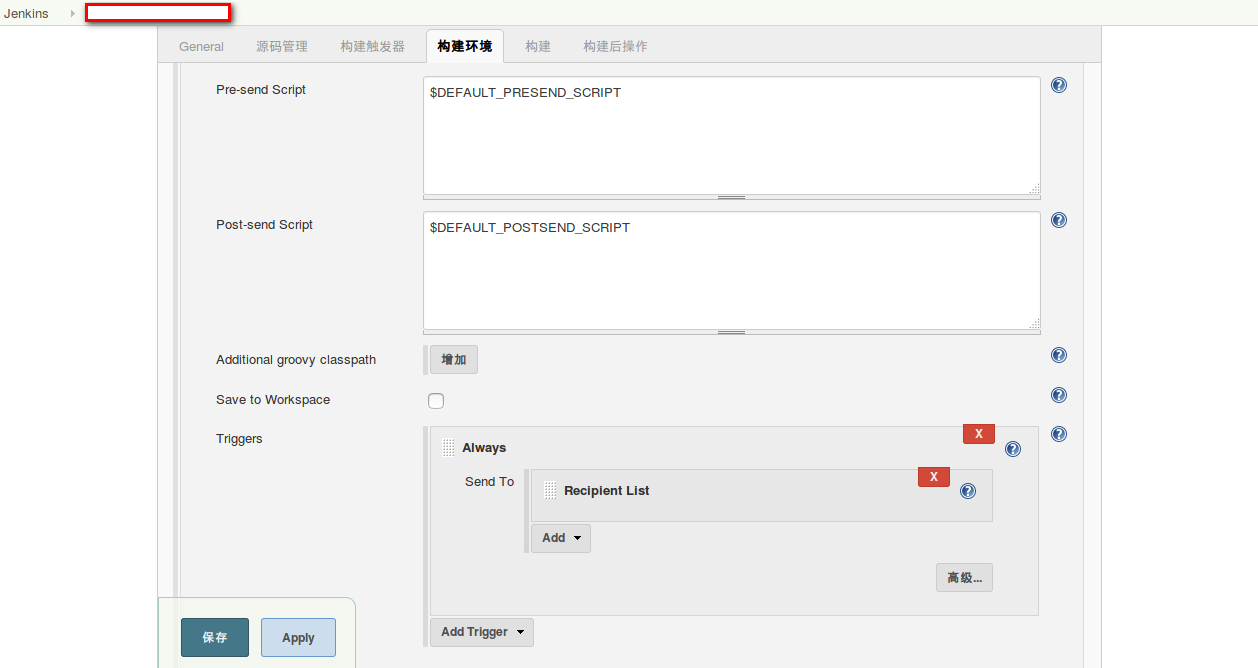 Jenkins
General 源码管理 构建触发器 构建环境 构建 构建后操作
Pre-send Script
$DEFAULT_PRESEND_SCRIPT
Post-send Script
$DEFAULT_POSTSEND_SCRIPT
Additional groovy classpath
增加
Save to Workspace
Triggers
X
Always
Send To
X
Recipient List
Add
高级...
保存 Apply
Add Trigger